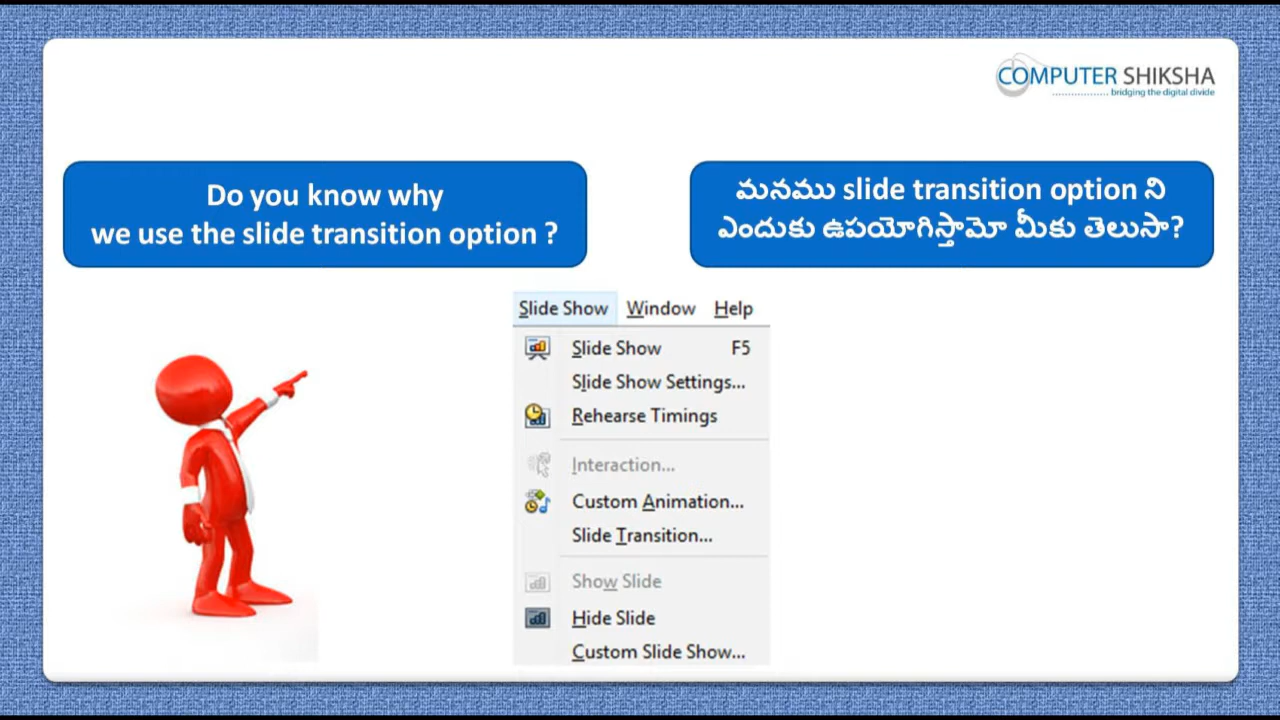 COMPUTER SHIKSHA
bridging the digital divide
Do you know why
we use the slide transition option ?
మనము slide transition option ని
ఎందుకు ఉపయోగిస్తామో మీకు తెలుసా?
Slide Show Window Help
Slide Show F5
Slide Show Settings...
Rehearse Timings
Interaction...
Custom Animation...
Slide Transition...
Show Slide
Hide Slide
Custom Slide Show...